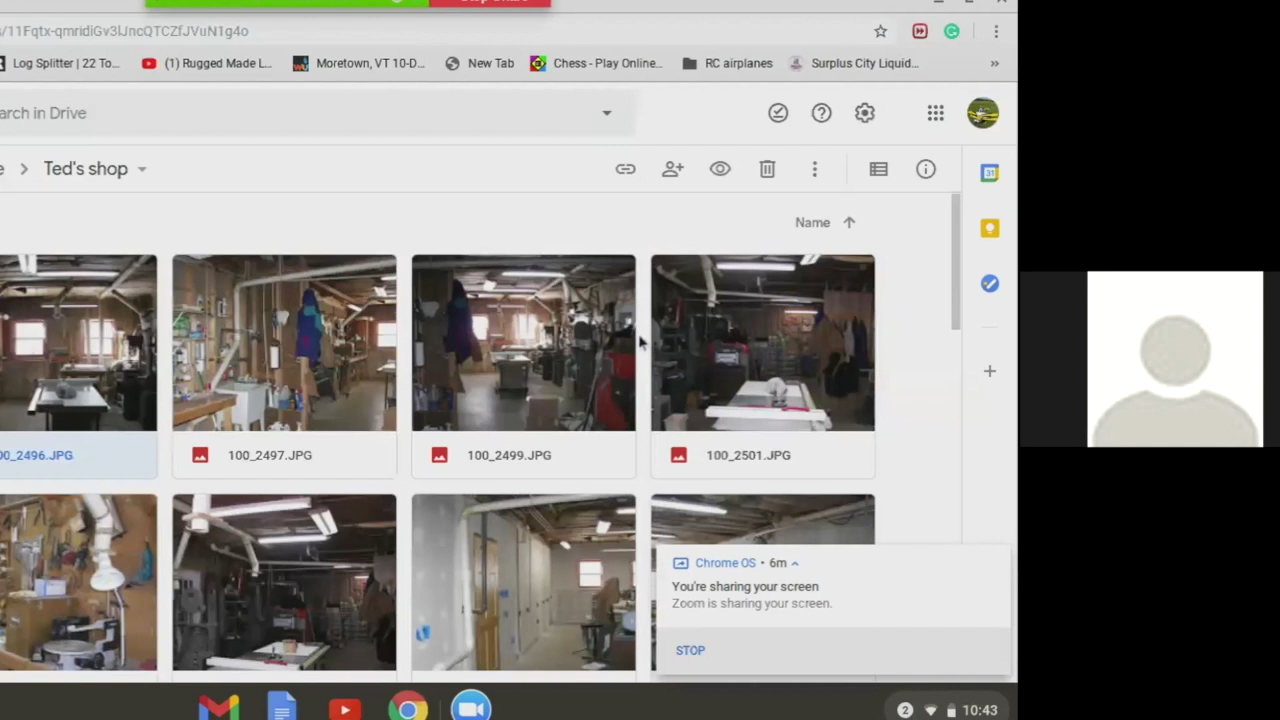 s/11Fqtx-qmridiGv3lJncQTCZfJVuN1g4o
Log Splitter | 22 To... (1) Rugged Made L... Moretown, VT 10-D... New Tab Chess - Play Online... RC airplanes Surplus City Liquid... »
arch in Drive
e > Ted's shop
31
Name
00_2496.JPG 100_2497.JPG 100_2499.JPG 100_2501.JPG
Chrome OS • 6m
You're sharing your screen
Zoom is sharing your screen.
STOP
2 10:43